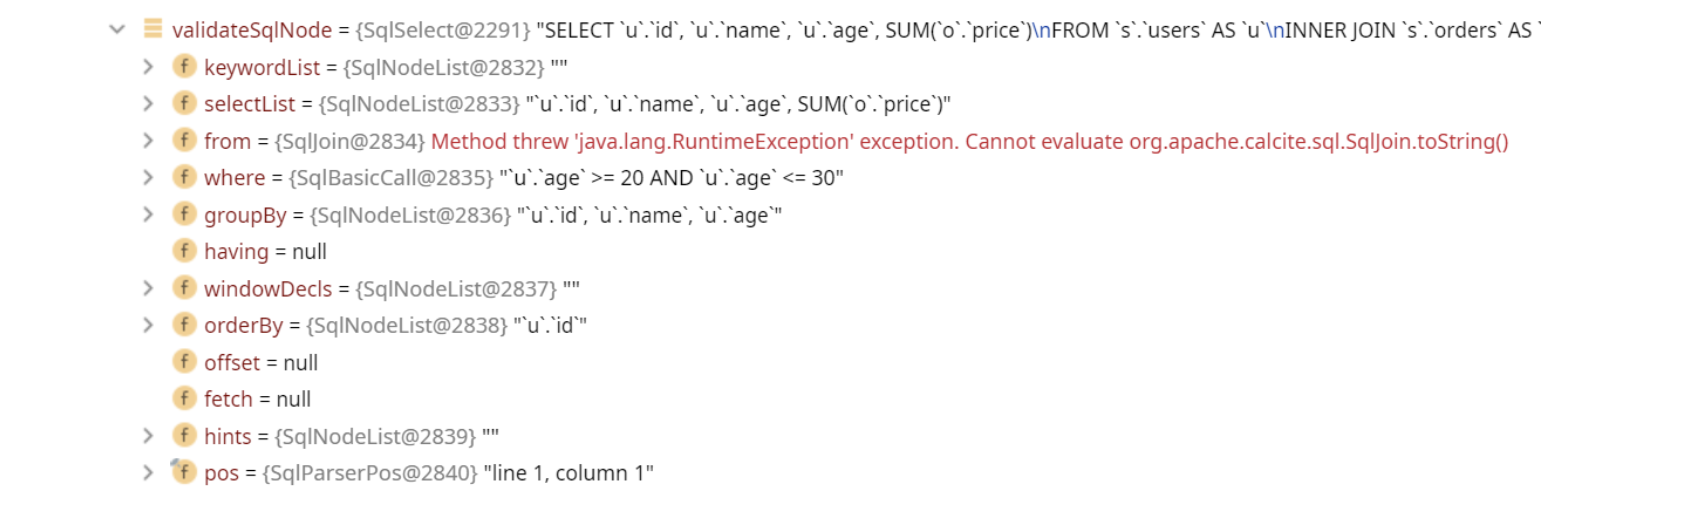 validateSqlNode = {SqlSelect@2291} "SELECT `u`.`id`, `u`.`name`, `u`.`age`, SUM(`o`.`price`)\nFROM `s`.`users` AS `u`\nINNER JOIN `s`.`orders` AS `
f keywordList = {SqlNodeList@2832} ""
f selectList = {SqlNodeList@2833} "`u`.`id`, `u`.`name`, `u`.`age`, SUM(`o`.`price`)"
f from = {SqlJoin@2834} Method threw 'java.lang.RuntimeException' exception. Cannot evaluate org.apache.calcite.sql.SqlJoin.toString()
f where = {SqlBasicCall@2835} "`u`.`age` >= 20 AND `u`.`age` <= 30"
f groupBy = {SqlNodeList@2836} "`u`.`id`, `u`.`name`, `u`.`age`"
f having = null
f windowDecls = {SqlNodeList@2837} ""
f orderBy = {SqlNodeList@2838} "`u`.`id`"
f offset = null
f fetch = null
f hints = {SqlNodeList@2839} ""
f pos = {SqlParserPos@2840} "line 1, column 1"